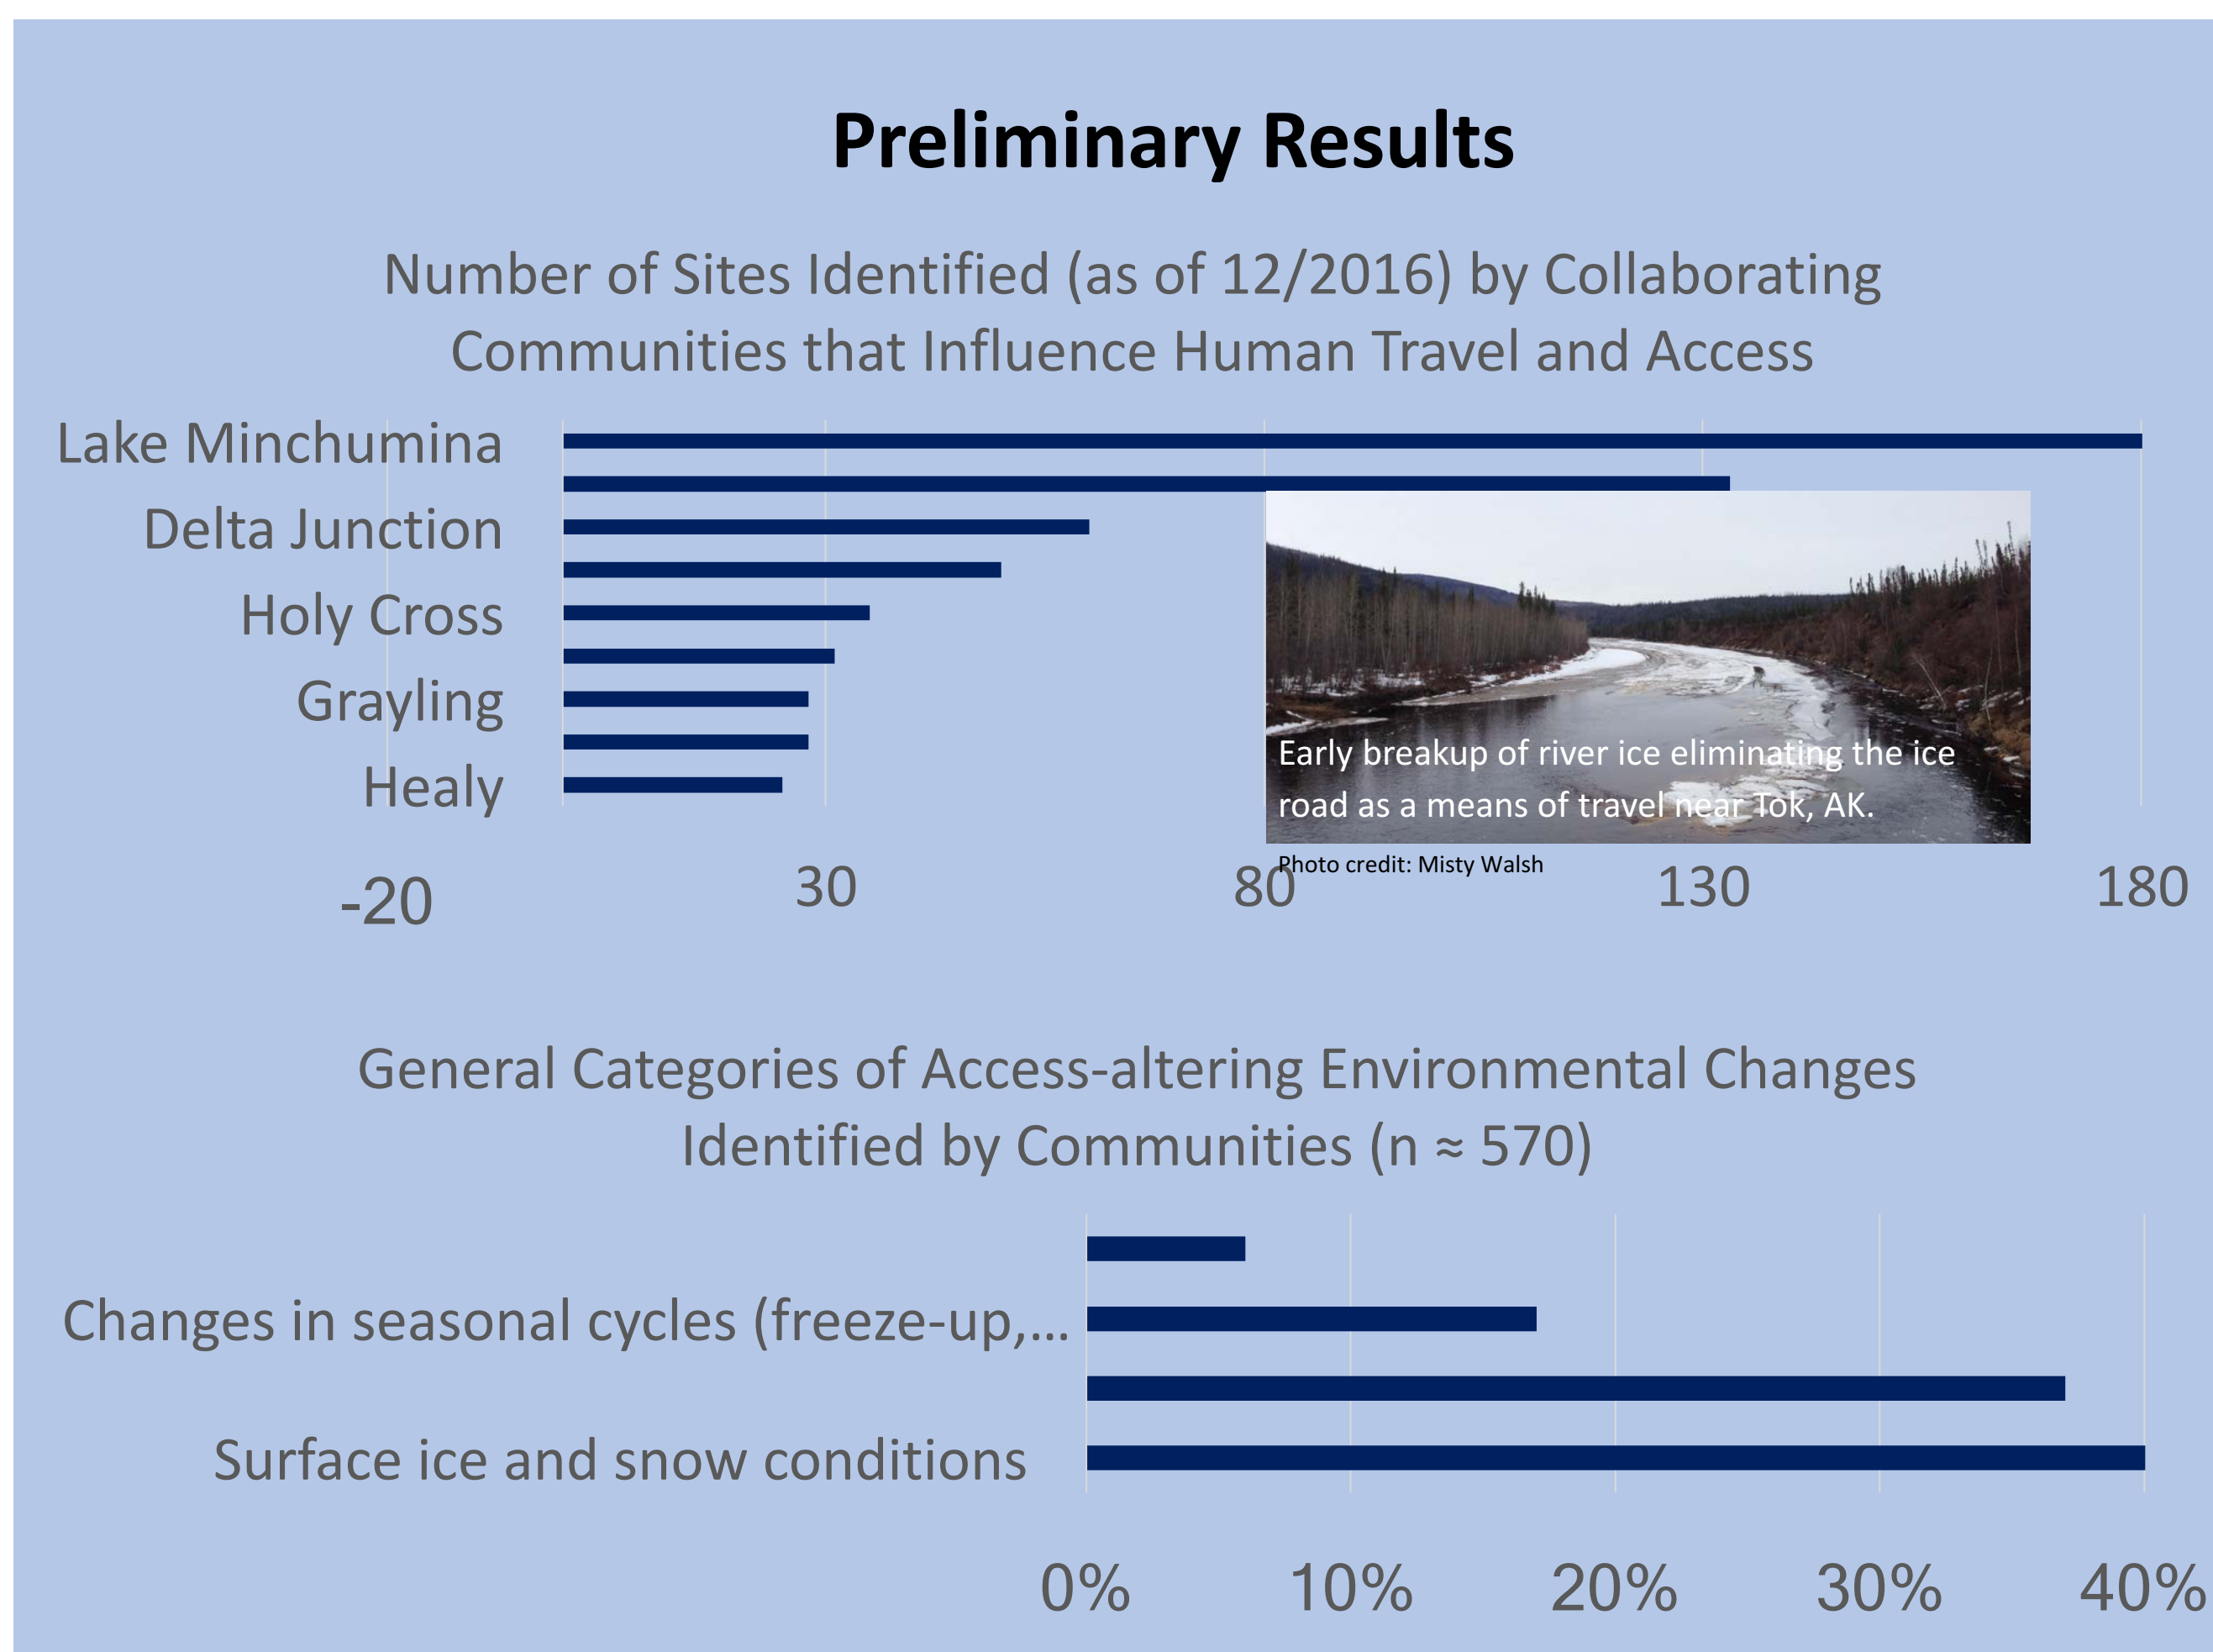 Preliminary Results
Number of Sites Identified (as of 12/2016) by Collaborating
Communities that Influence Human Travel and Access
Lake Minchumina
Delta Junction
Holy Cross
Grayling
Healy
Early breakup of river ice eliminating the ice
road as a means of travel near Tok, AK.
Photo credit: Misty Walsh
-20 30 80 130 180
General Categories of Access-altering Environmental Changes
Identified by Communities (n ≈ 570)
Changes in seasonal cycles (freeze-up,…
Surface ice and snow conditions
0% 10% 20% 30% 40%